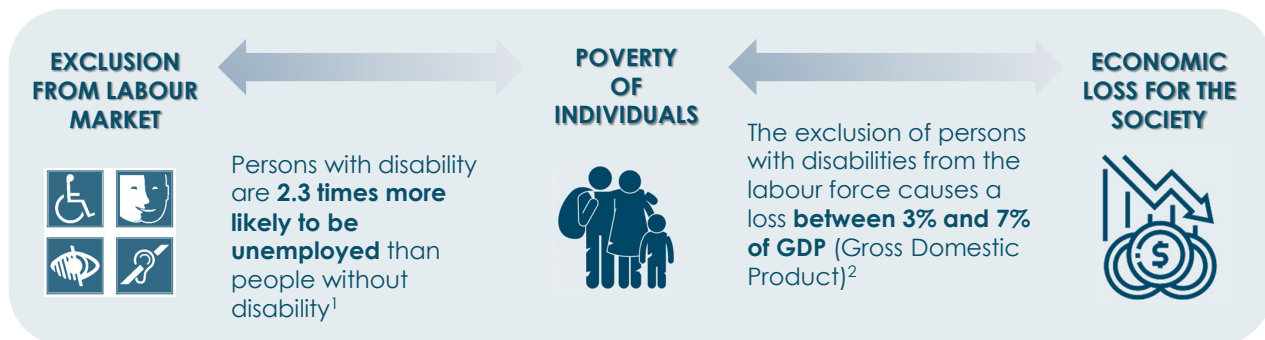 EXCLUSION
FROM LABOUR
MARKET
Persons with disability
are 2.3 times more
likely to be
unemployed than
people without
disability1
POVERTY
OF
INDIVIDUALS
The exclusion of persons
with disabilities from the
labour force causes a
loss between 3% and 7%
of GDP (Gross Domestic
Product)2
ECONOMIC
LOSS FOR THE
SOCIETY
$